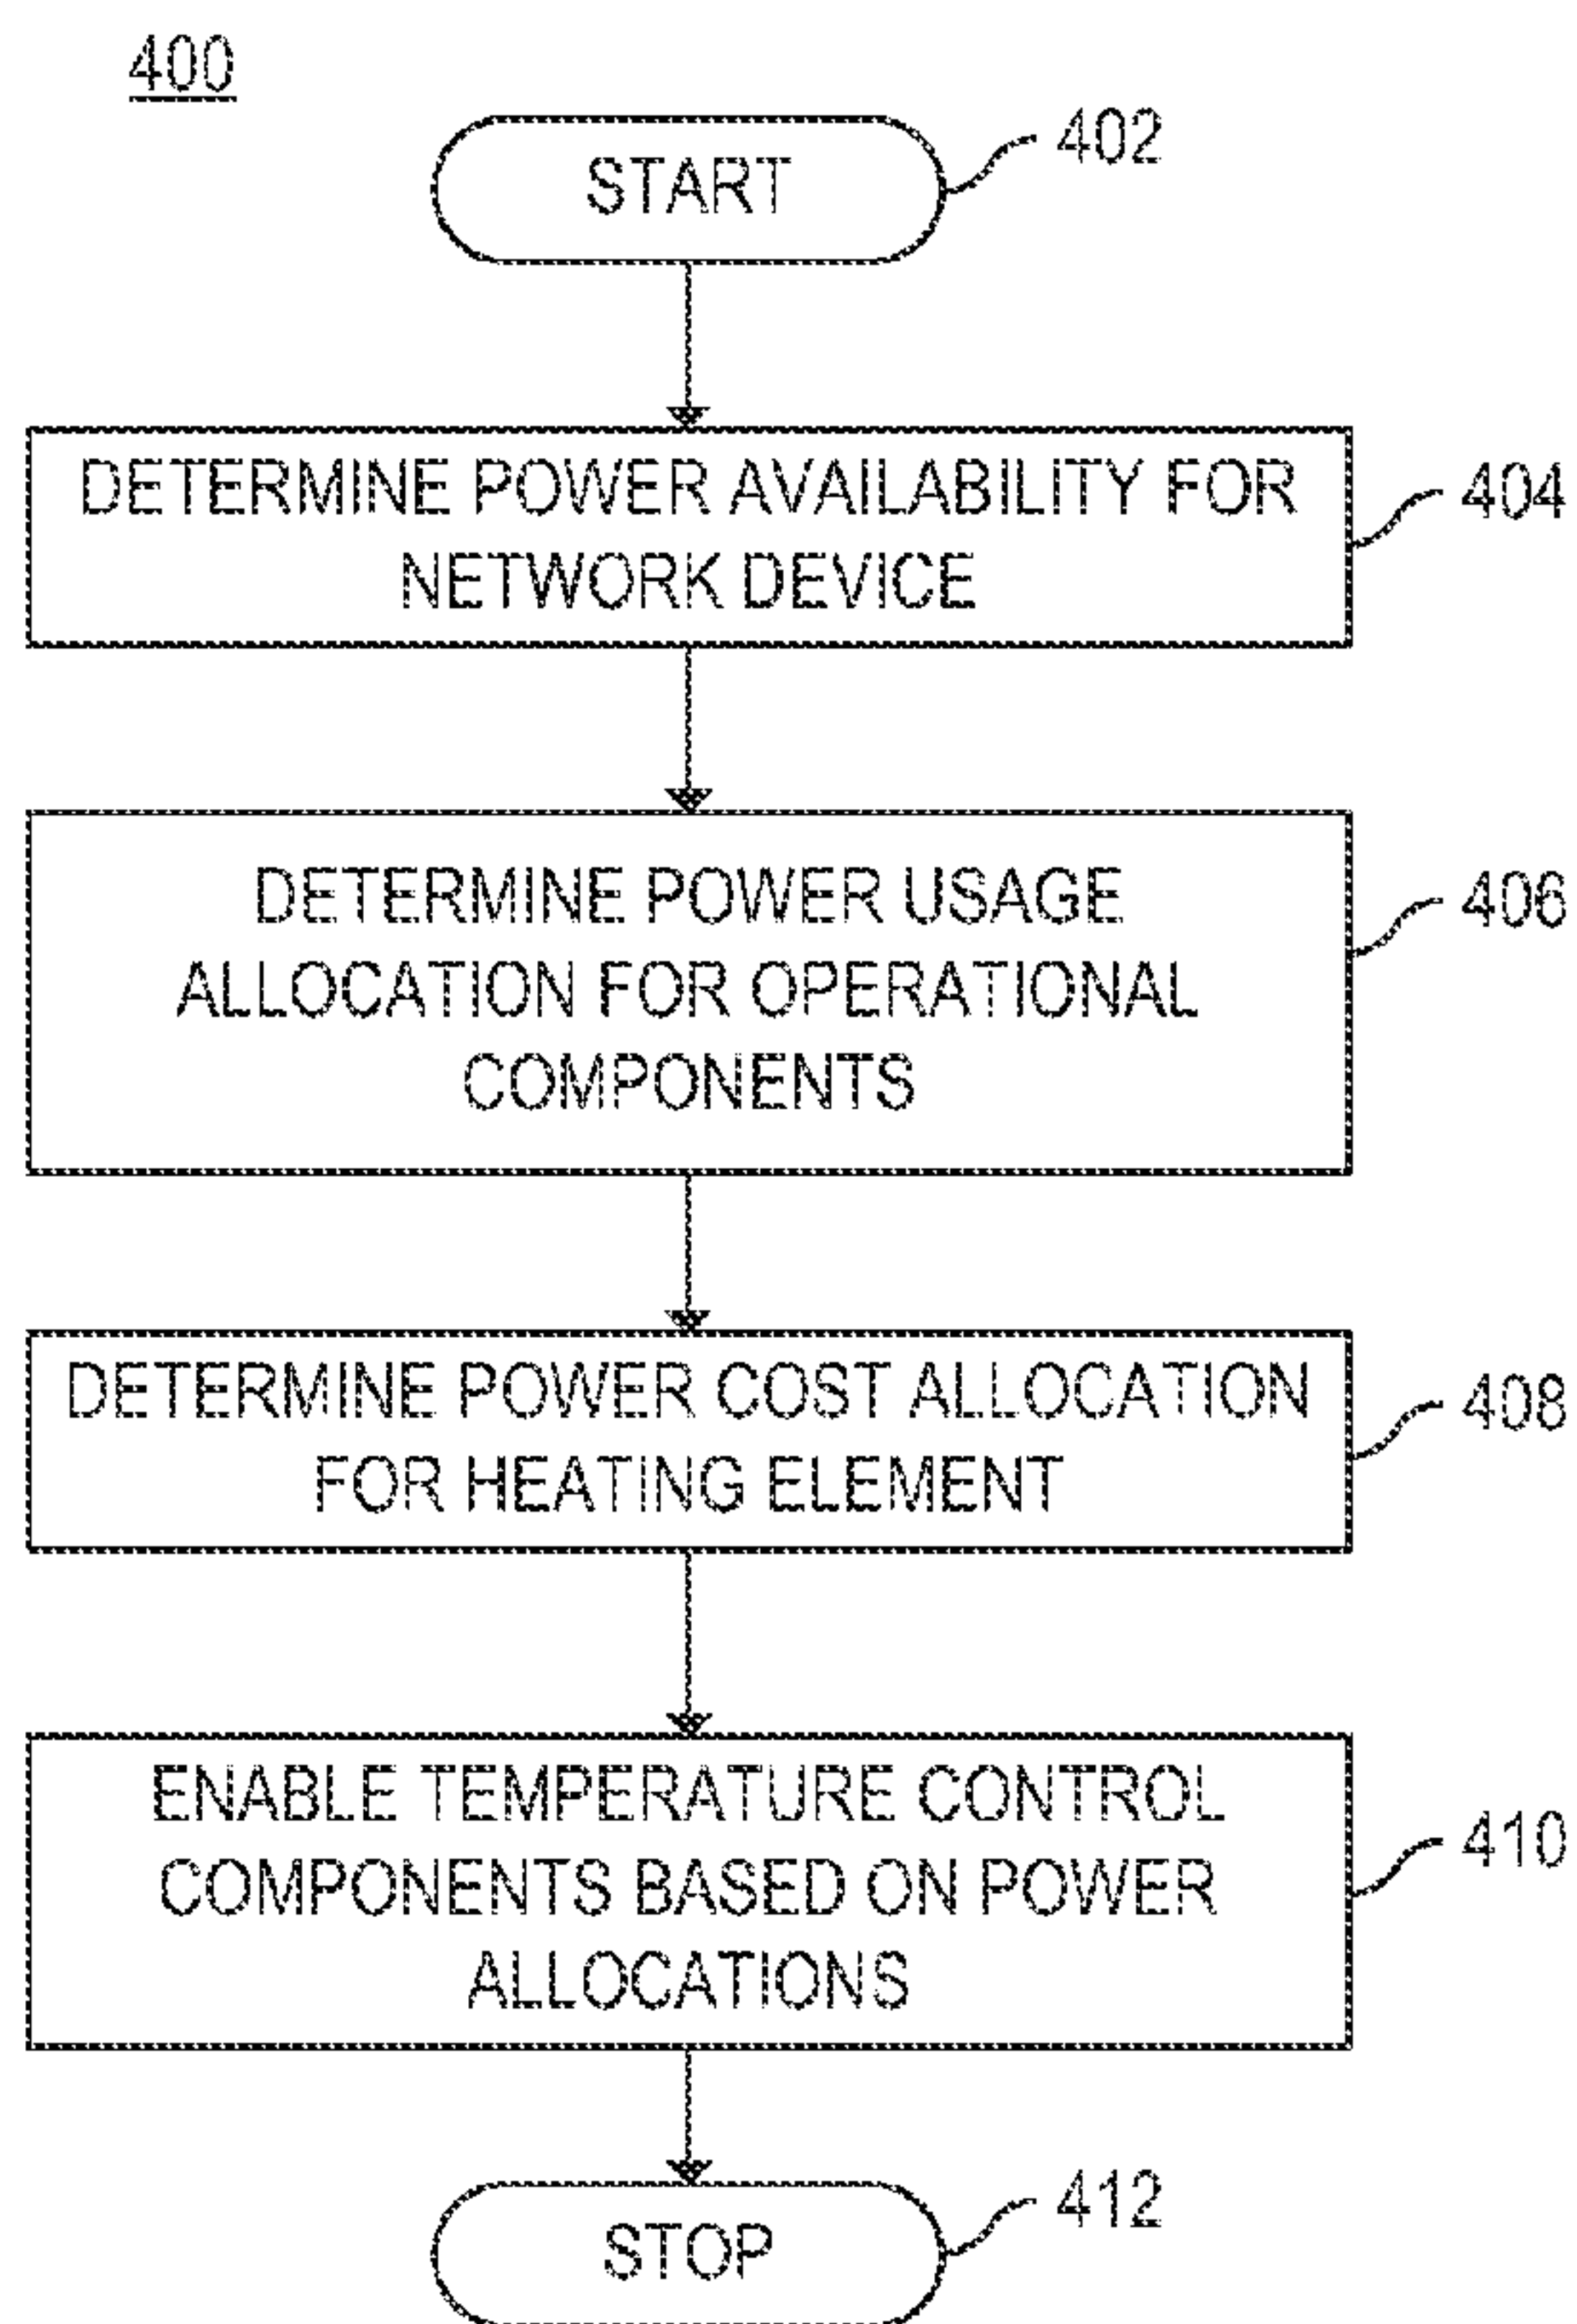 400
START
402
DETERMINE POWER AVAILABILITY FOR
NETWORK DEVICE
404
DETERMINE POWER USAGE
ALLOCATION FOR OPERATIONAL
COMPONENTS
406
DETERMINE POWER COST ALLOCATION
FOR HEATING ELEMENT
408
ENABLE TEMPERATURE CONTROL
COMPONENTS BASED ON POWER
ALLOCATIONS
410
STOP
412